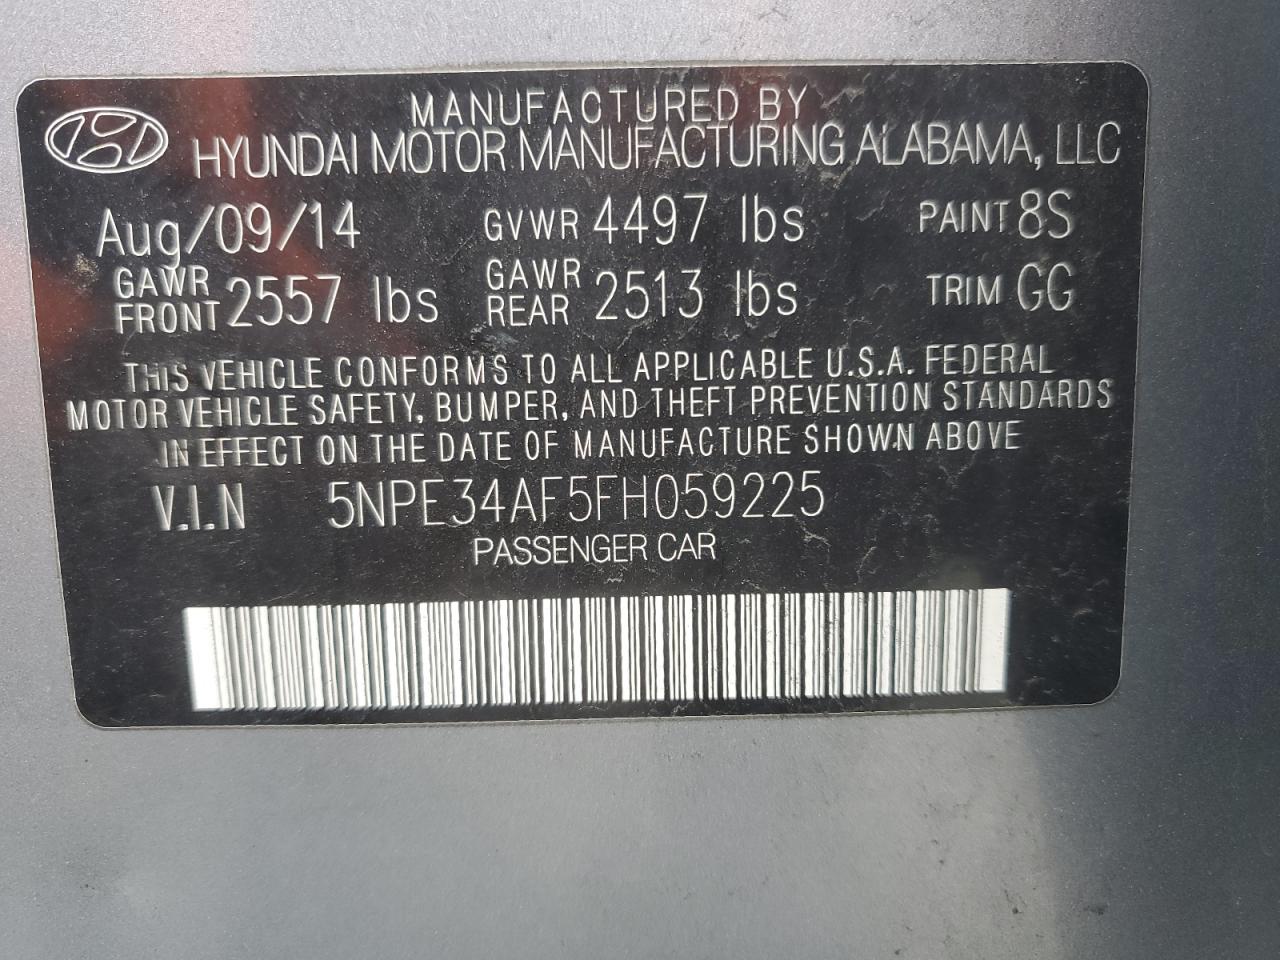 MANUFACTURED BY
HYUNDAI MOTOR MANUFACTURING ALABAMA, LLC
Aug/09/14 GVWR 4497 lbs PAINT 8S
GAWR FRONT 2557 lbs GAWR REAR 2513 lbs TRIM GG
THIS VEHICLE CONFORMS TO ALL APPLICABLE U.S.A. FEDERAL
MOTOR VEHICLE SAFETY, BUMPER, AND THEFT PREVENTION STANDARDS
IN EFFECT ON THE DATE OF MANUFACTURE SHOWN ABOVE
V.I.N 5NPE34AF5FH059225
PASSENGER CAR